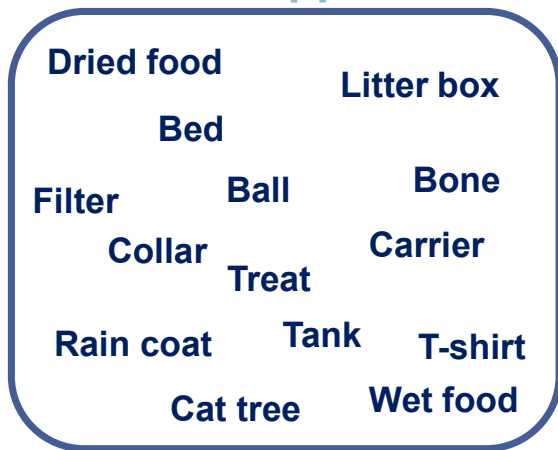 Dried food
Litter box
Bed
Filter
Ball
Bone
Collar
Carrier
Treat
Rain coat
Tank
T-shirt
Cat tree
Wet food